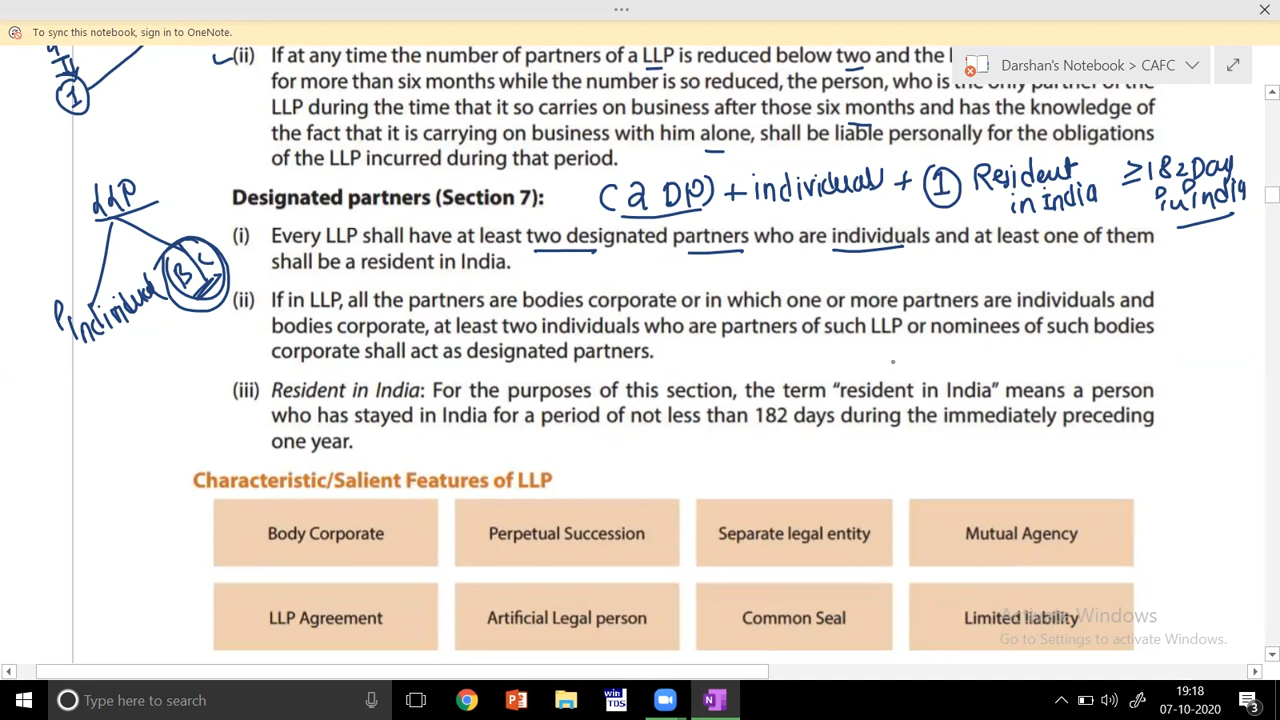 To sync this notebook, sign in to OneNote.
Darshan's Notebook > CAFC
(ii) If at any time the number of partners of a LLP is reduced below two and the
for more than six months while the number is so reduced, the person, who is the only partner of the
LLP during the time that it so carries on business after those six months and has the knowledge of
the fact that it is carrying on business with him alone, shall be liable personally for the obligations
of the LLP incurred during that period.
1
LLP
P individual
BC
(2 DP) + individuals + 1 Resident in India
≥182 Day in India
Designated partners (Section 7):
(i) Every LLP shall have at least two designated partners who are individuals and at least one of them
shall be a resident in India.
(ii) If in LLP, all the partners are bodies corporate or in which one or more partners are individuals and
bodies corporate, at least two individuals who are partners of such LLP or nominees of such bodies
corporate shall act as designated partners.
(iii) Resident in India: For the purposes of this section, the term “resident in India” means a person
who has stayed in India for a period of not less than 182 days during the immediately preceding
one year.
Characteristic/Salient Features of LLP
Body Corporate
Perpetual Succession
Separate legal entity
Mutual Agency
LLP Agreement
Artificial Legal person
Common Seal
Limited liability
Activate Windows
Go to Settings to activate Windows.
Type here to search
win TDS
19:18
07-10-2020
3